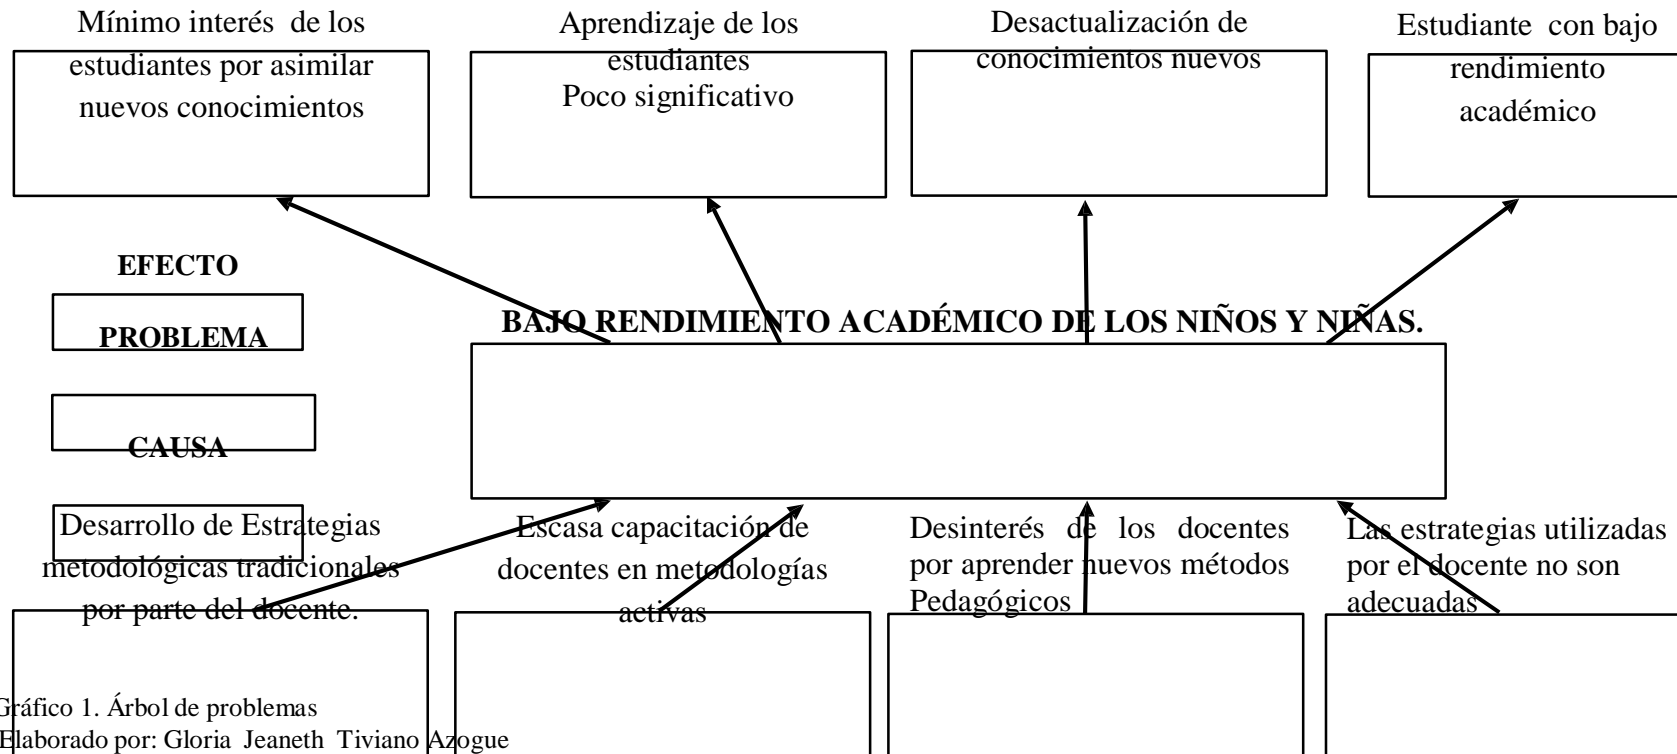 Mínimo interés de los
estudiantes por asimilar
nuevos conocimientos
Aprendizaje de los
estudiantes
Poco significativo
Desactualización de
conocimientos nuevos
Estudiante con bajo
rendimiento
académico
EFECTO
PROBLEMA
CAUSA
BAJO RENDIMIENTO ACADÉMICO DE LOS NIÑOS Y NIÑAS.
Desarrollo de Estrategias
metodológicas tradicionales
por parte del docente.
Escasa capacitación de
docentes en metodologías
activas
Desinterés de los docentes
por aprender nuevos métodos
Pedagógicos
Las estrategias utilizadas
por el docente no son
adecuadas
Gráfico 1. Árbol de problemas
Elaborado por: Gloria Jeaneth Tiviano Azogue